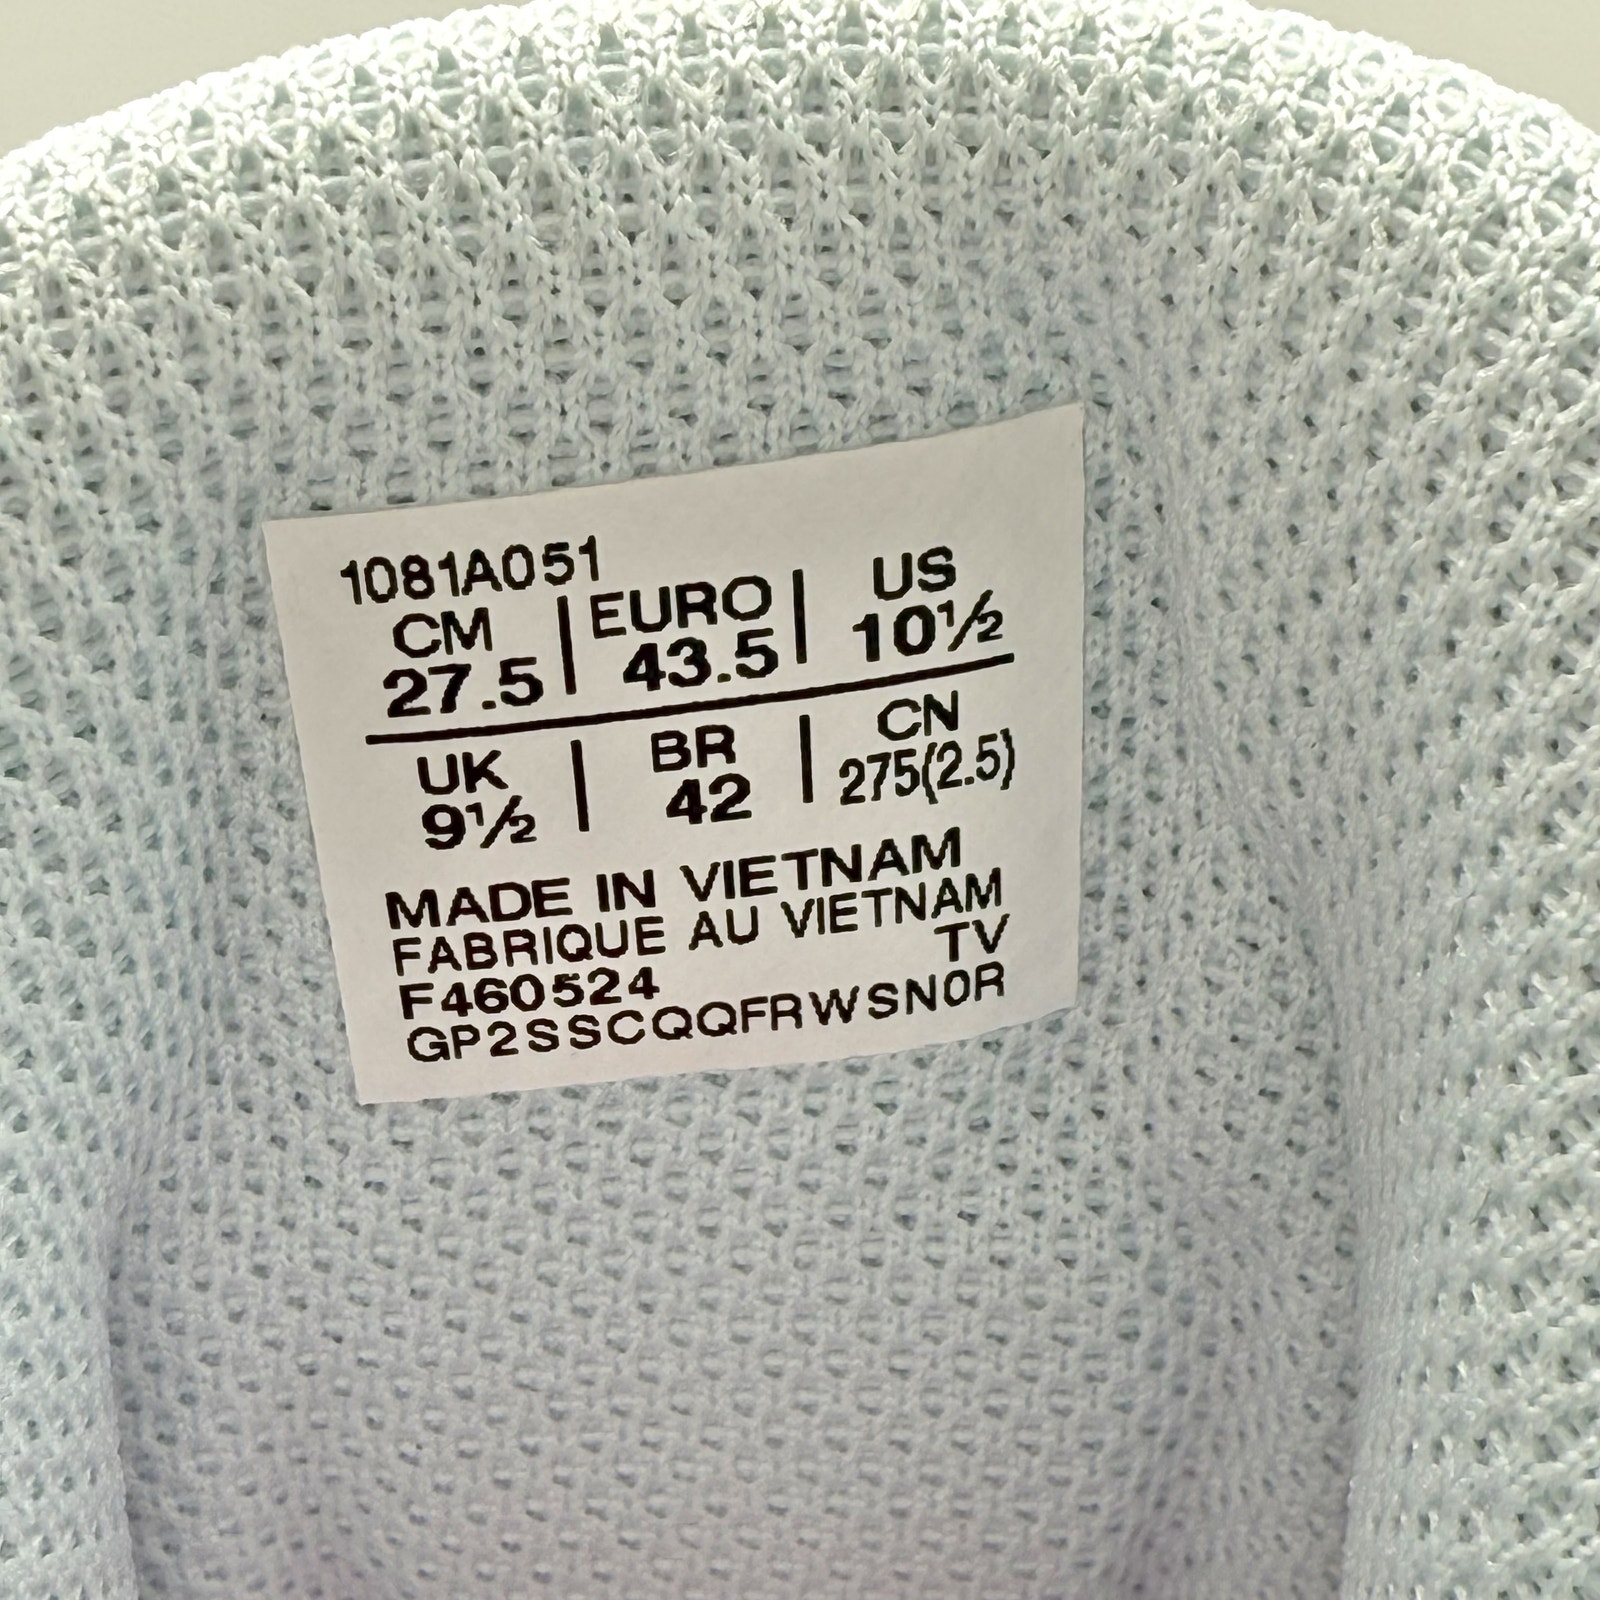 1081A051
CM | EURO | US
27.5 | 43.5 | 10½
UK | BR | CN
9½ | 42 | 275(2.5)
MADE IN VIETNAM
FABRIQUE AU VIETNAM
TV
F460524
GP2SSCQQFRWSN0R